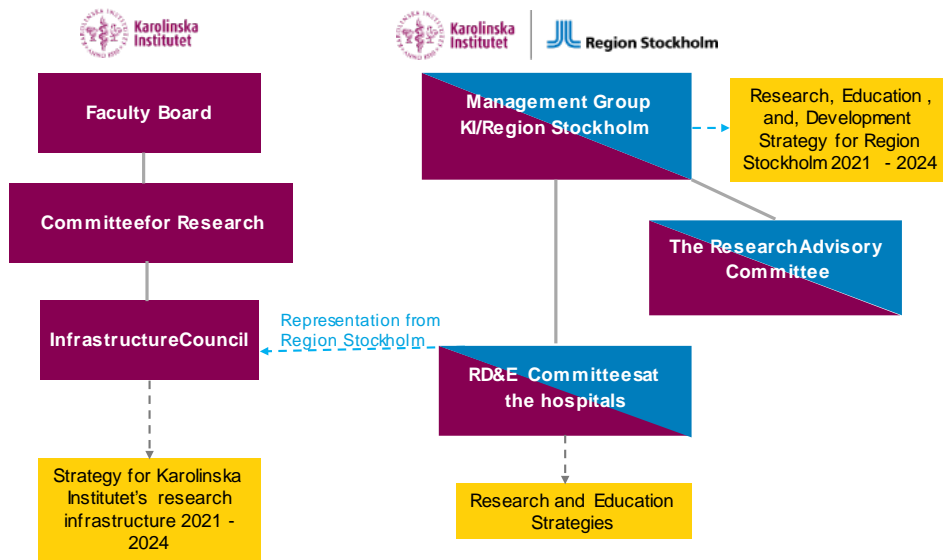 Karolinska
Institutet
Karolinska
Institutet
Region Stockholm
Faculty Board
Committeefor Research
InfrastructureCouncil
Strategy for Karolinska
Institutet's research
infrastructure 2021 -
2024
Management Group
KI/Region Stockholm
Research, Education ,
and, Development
Strategy for Region
Stockholm 2021 - 2024
The ResearchAdvisory
Committee
Representation from
Region Stockholm
RD&E Committeesat
the hospitals
Research and Education
Strategies